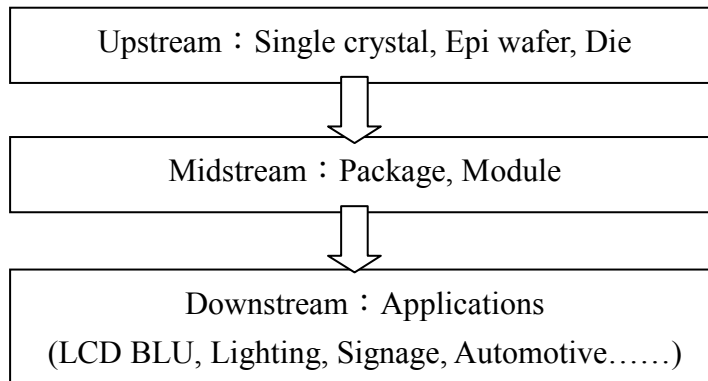 Upstream：Single crystal, Epi wafer, Die
Midstream：Package, Module
Downstream：Applications
(LCD BLU, Lighting, Signage, Automotive……)